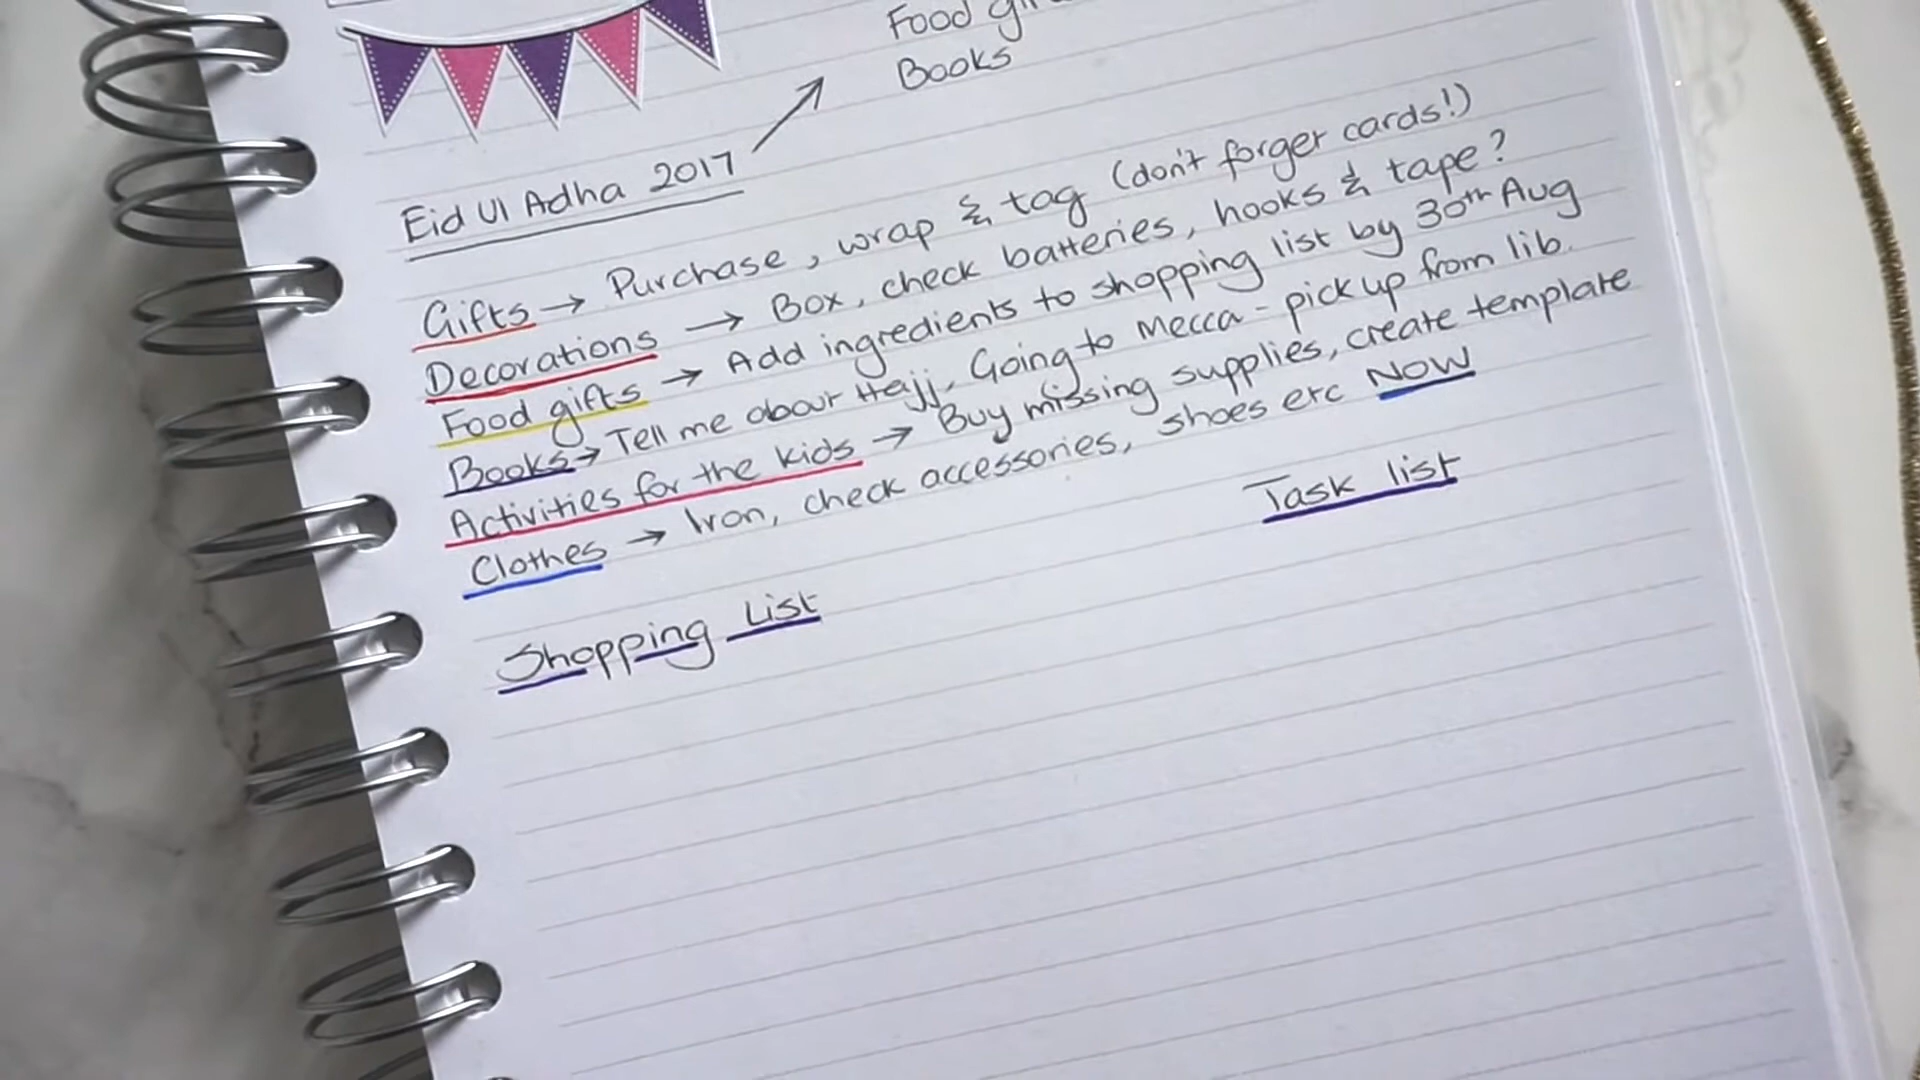 Food
Books
Eid Ul Adha 2017
Gifts → Purchase, wrap & tag (don't forger cards!)
Decorations → Box, check batteries, hooks & tape?
Food gifts → Add ingredients to shopping list by 30th Aug
Books → Tell me about Hajj, Going to Mecca - pick up from lib.
Activities for the kids → Buy missing supplies, create template
Clothes → Iron, check accessories, shoes etc NOW
Task list
Shopping List